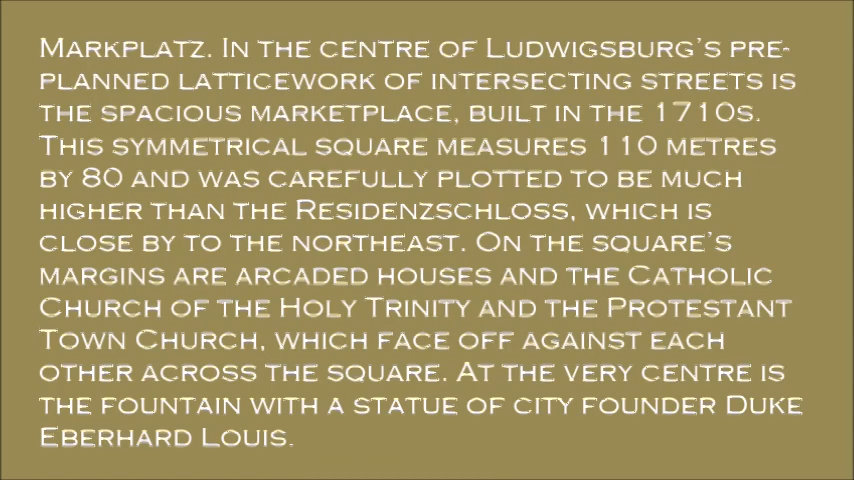 Markplatz. In the centre of Ludwigsburg's pre-
planned latticework of intersecting streets is
the spacious marketplace, built in the 1710s.
This symmetrical square measures 110 metres
by 80 and was carefully plotted to be much
higher than the Residenzschloss, which is
close by to the northeast. On the square's
margins are arcaded houses and the Catholic
Church of the Holy Trinity and the Protestant
Town Church, which face off against each
other across the square. At the very centre is
the fountain with a statue of city founder Duke
Eberhard Louis.